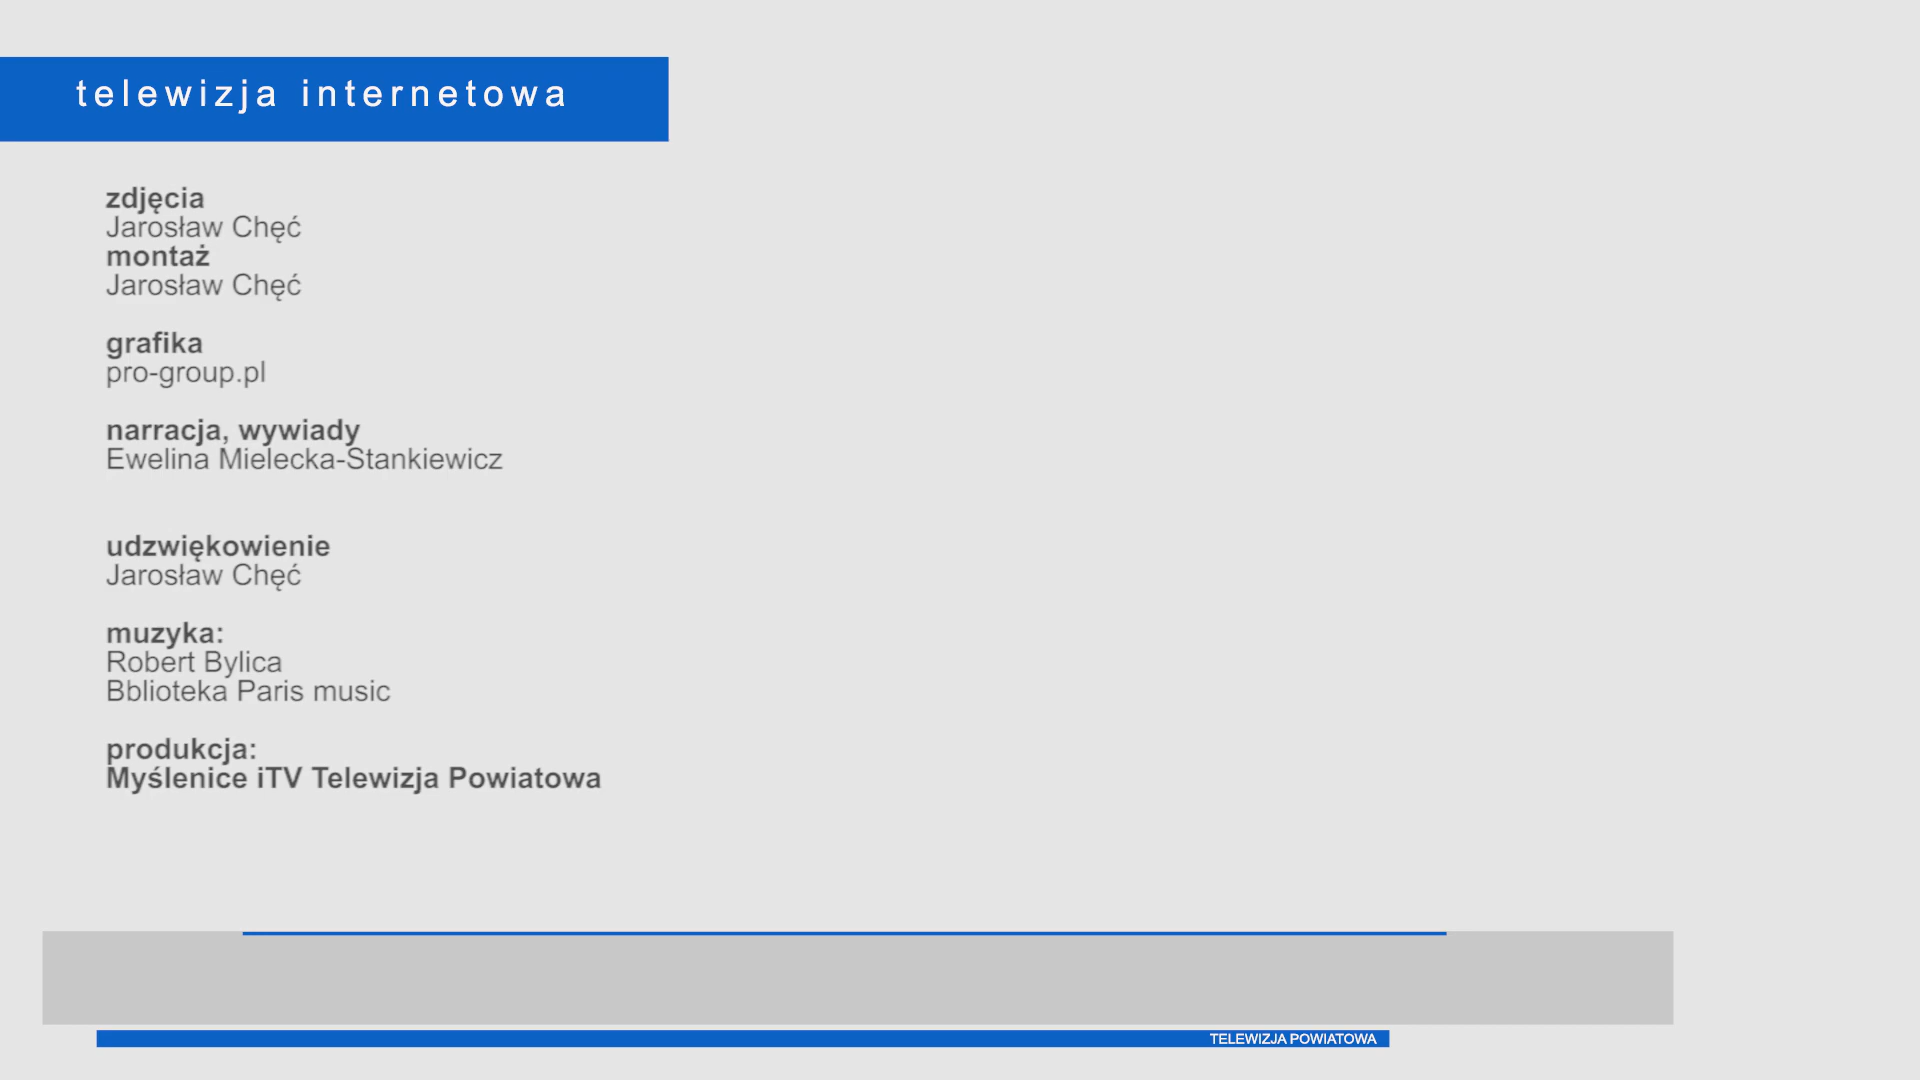 telewizja internetowa
zdjęcia
Jarosław Chęć
montaż
Jarosław Chęć
grafika
pro-group.pl
narracja, wywiady
Ewelina Mielecka-Stankiewicz
udzwiękowienie
Jarosław Chęć
muzyka:
Robert Bylica
Bblioteka Paris music
produkcja:
Myślenice iTV Telewizja Powiatowa
TELEWIZJA POWIATOWA